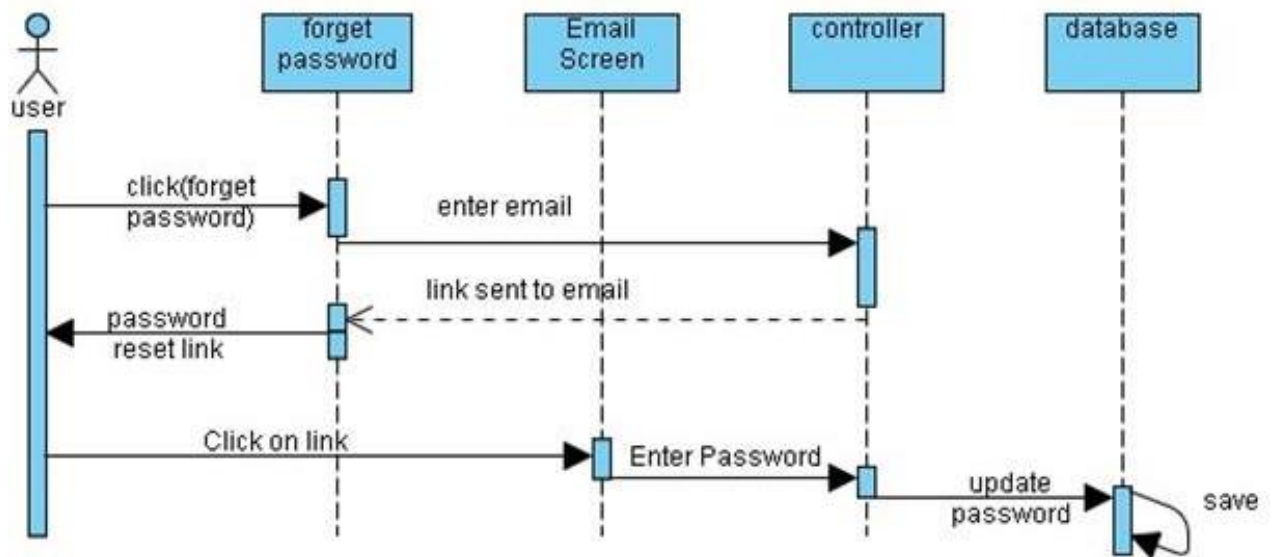 forget
password
Email
Screen
controller
database
user
click(forget
password)
enter email
link sent to email
password
reset link
Click on link
Enter Password
update
password
save